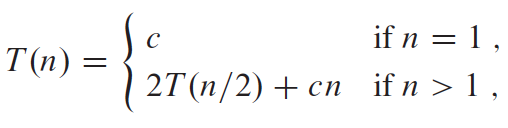 T(n) = { c if n = 1 ,
2T(n/2) + cn if n > 1 ,